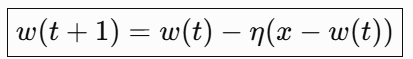 w(t + 1) = w(t) − η(x − w(t))